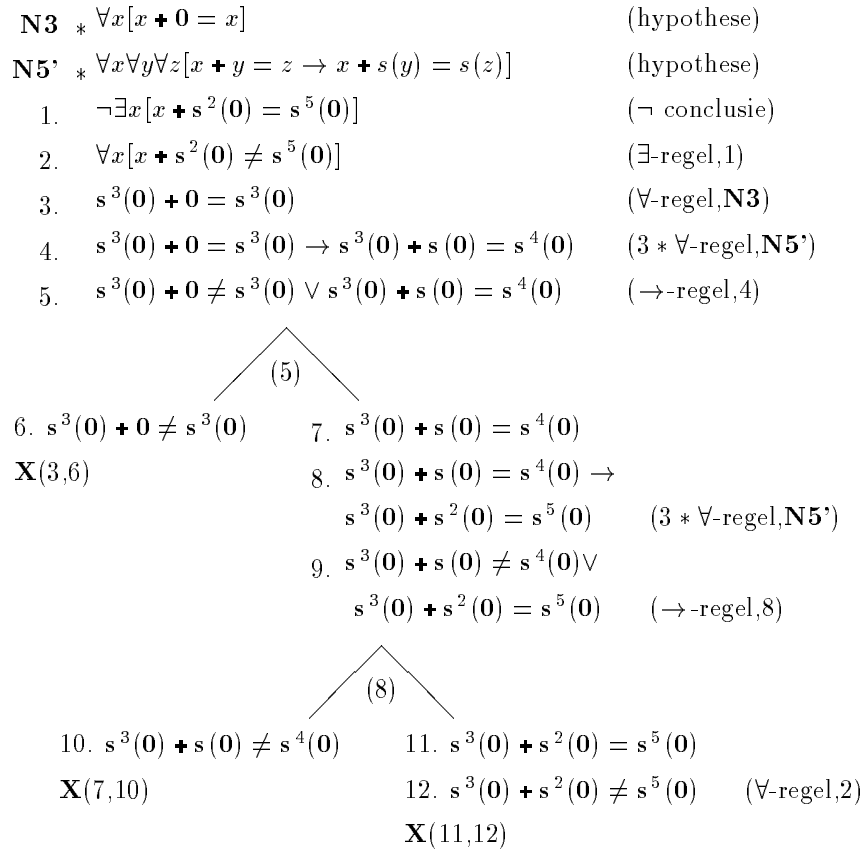 N3 * ∀x[x + 0 = x] (hypothese)
N5' * ∀x∀y∀z[x + y = z → x + s(y) = s(z)] (hypothese)
1. ¬∃x[x + s²(0) = s⁵(0)] (¬ conclusie)
2. ∀x[x + s²(0) ≠ s⁵(0)] (∃-regel,1)
3. s³(0) + 0 = s³(0) (∀-regel,N3)
4. s³(0) + 0 = s³(0) → s³(0) + s(0) = s⁴(0) (3 * ∀-regel,N5')
5. s³(0) + 0 ≠ s³(0) ∨ s³(0) + s(0) = s⁴(0) (→-regel,4)
(5)
6. s³(0) + 0 ≠ s³(0) 7. s³(0) + s(0) = s⁴(0)
X(3,6) 8. s³(0) + s(0) = s⁴(0) →
s³(0) + s²(0) = s⁵(0) (3 * ∀-regel,N5')
9. s³(0) + s(0) ≠ s⁴(0)∨
s³(0) + s²(0) = s⁵(0) (→-regel,8)
(8)
10. s³(0) + s(0) ≠ s⁴(0) 11. s³(0) + s²(0) = s⁵(0)
X(7,10) 12. s³(0) + s²(0) ≠ s⁵(0) (∀-regel,2)
X(11,12)